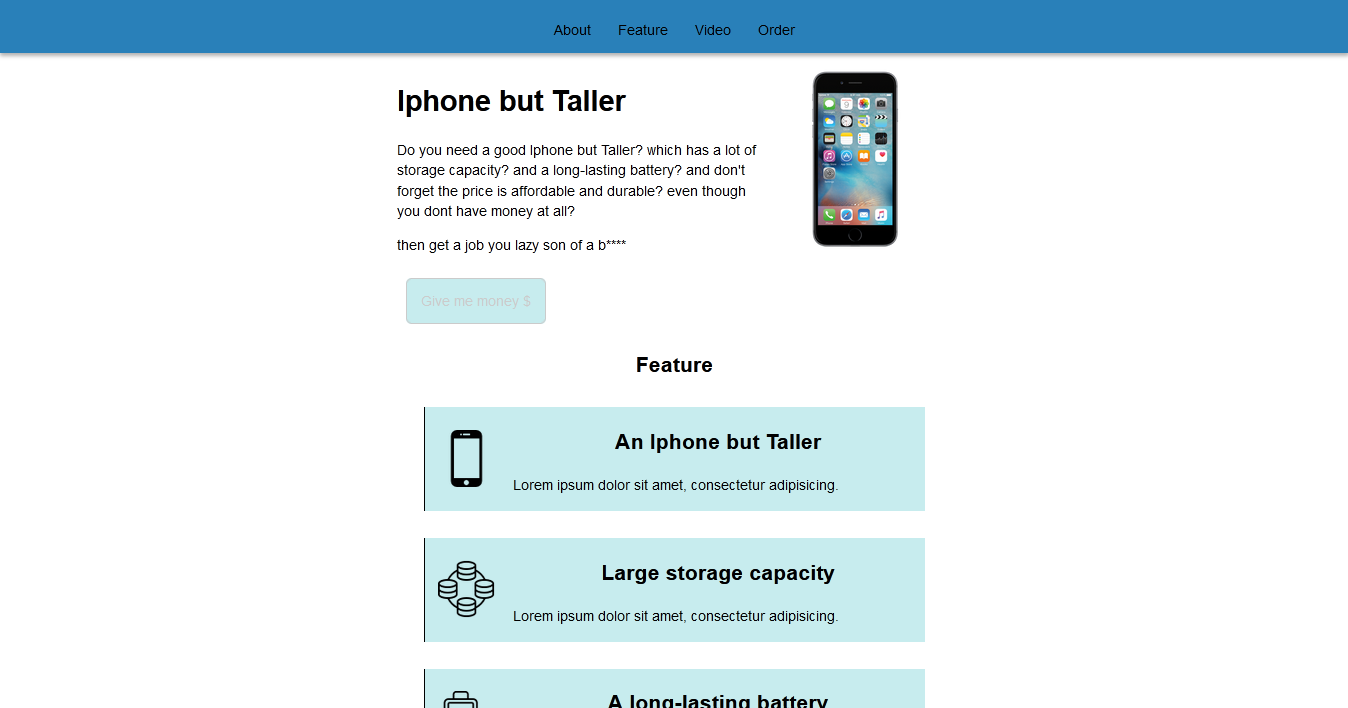 About Feature Video Order
Iphone but Taller
Do you need a good Iphone but Taller? which has a lot of
storage capacity? and a long-lasting battery? and don't
forget the price is affordable and durable? even though
you dont have money at all?
then get a job you lazy son of a b****
Give me money $
Feature
An Iphone but Taller
Lorem ipsum dolor sit amet, consectetur adipisicing.
Large storage capacity
Lorem ipsum dolor sit amet, consectetur adipisicing.
A long-lasting battery